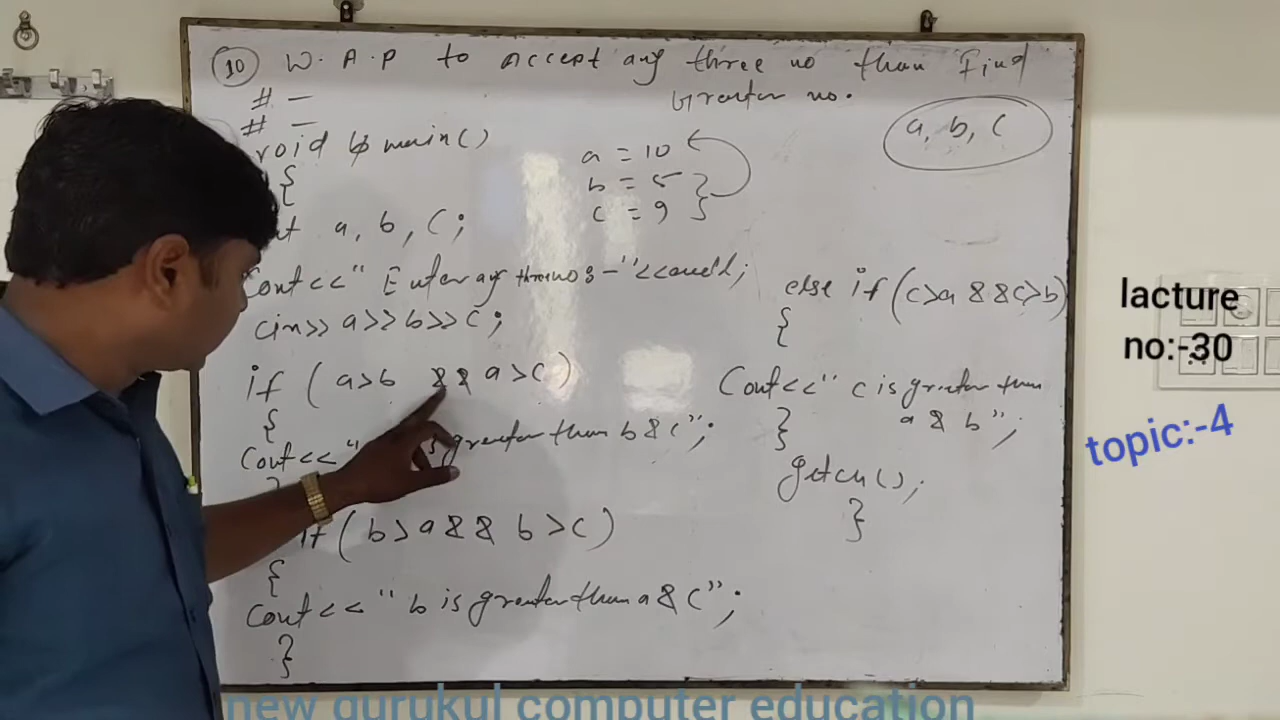 10 W.A.P to Accept any three no than find
Greater no.
# —
# —
void main()
{
a, b, c;
a = 10
b = 5
c = 9
a, b, c
Cout<<" Enter any three nos-"<<endl;
cin>>a>>b>>c;
if (a>b && a>c)
{
Cout<<" is greater than b & c";
}
if (b>a && b>c)
{
Cout<<" b is greater than a & c";
}
else if (c>a && c>b)
{
Cout<<" c is greater than
a & b";
}
getch();
}
lacture
no:-30
topic:-4
new gurukul computer education